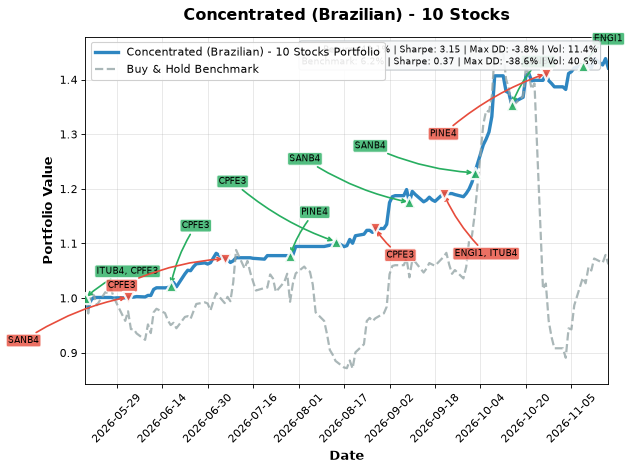 Concentrated (Brazilian) - 10 Stocks
ENGI1
Concentrated (Brazilian) - 10 Stocks Portfolio
Buy & Hold Benchmark
% | Sharpe: 3.15 | Max DD: -3.8% | Vol: 11.4%
Benchmark: 6.2% | Sharpe: 0.37 | Max DD: -38.6% | Vol: 40.6%
PINE4
SANB4
SANB4
CPFE3
PINE4
CPFE3
CPFE3
ENGI1, ITUB4
ITUB4, CPFE3
CPFE3
SANB4
Portfolio Value
1.4
1.3
1.2
1.1
1.0
0.9
2026-05-29
2026-06-14
2026-06-30
2026-07-16
2026-08-01
2026-08-17
2026-09-02
2026-09-18
2026-10-04
2026-10-20
2026-11-05
Date